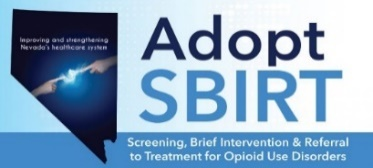 Improving and strengthening
Nevada's healthcare system
Adopt
SBIRT
Screening, Brief Intervention & Referral
to Treatment for Opioid Use Disorders